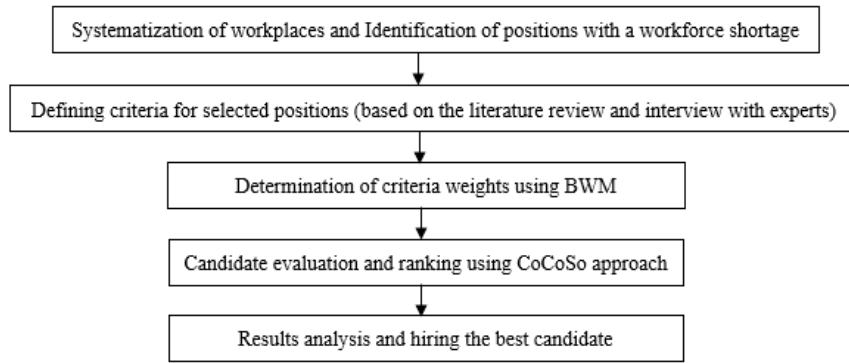 Systematization of workplaces and Identification of positions with a workforce shortage
Defining criteria for selected positions (based on the literature review and interview with experts)
Determination of criteria weights using BWM
Candidate evaluation and ranking using CoCoSo approach
Results analysis and hiring the best candidate